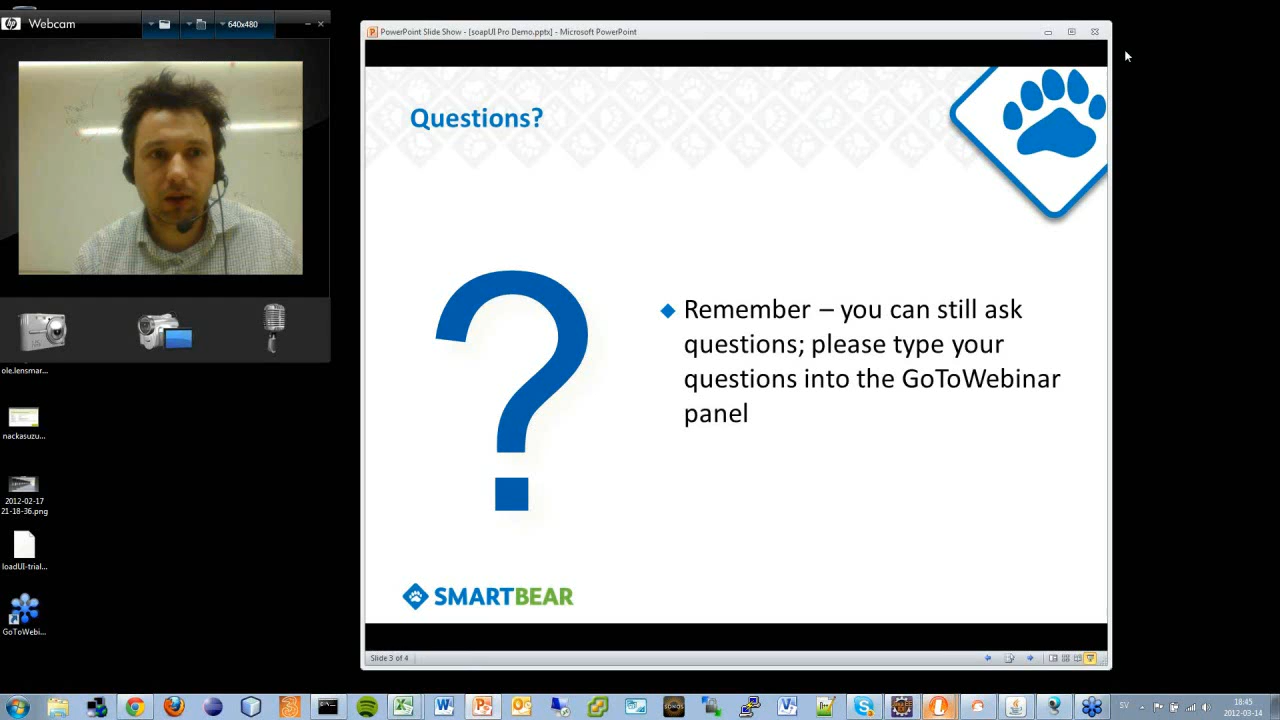 Webcam
640x480
PowerPoint Slide Show - [soapUI Pro Demo.pptx] - Microsoft PowerPoint
Questions?
?
Remember – you can still ask
questions; please type your
questions into the GoToWebinar
panel
SMARTBEAR
Slide 3 of 4
ole.lensmar...
nackasuzu...
2012-02-17
21-18-36.png
loadUI-trial...
GoToWebi...
SV
18:45
2012-03-14